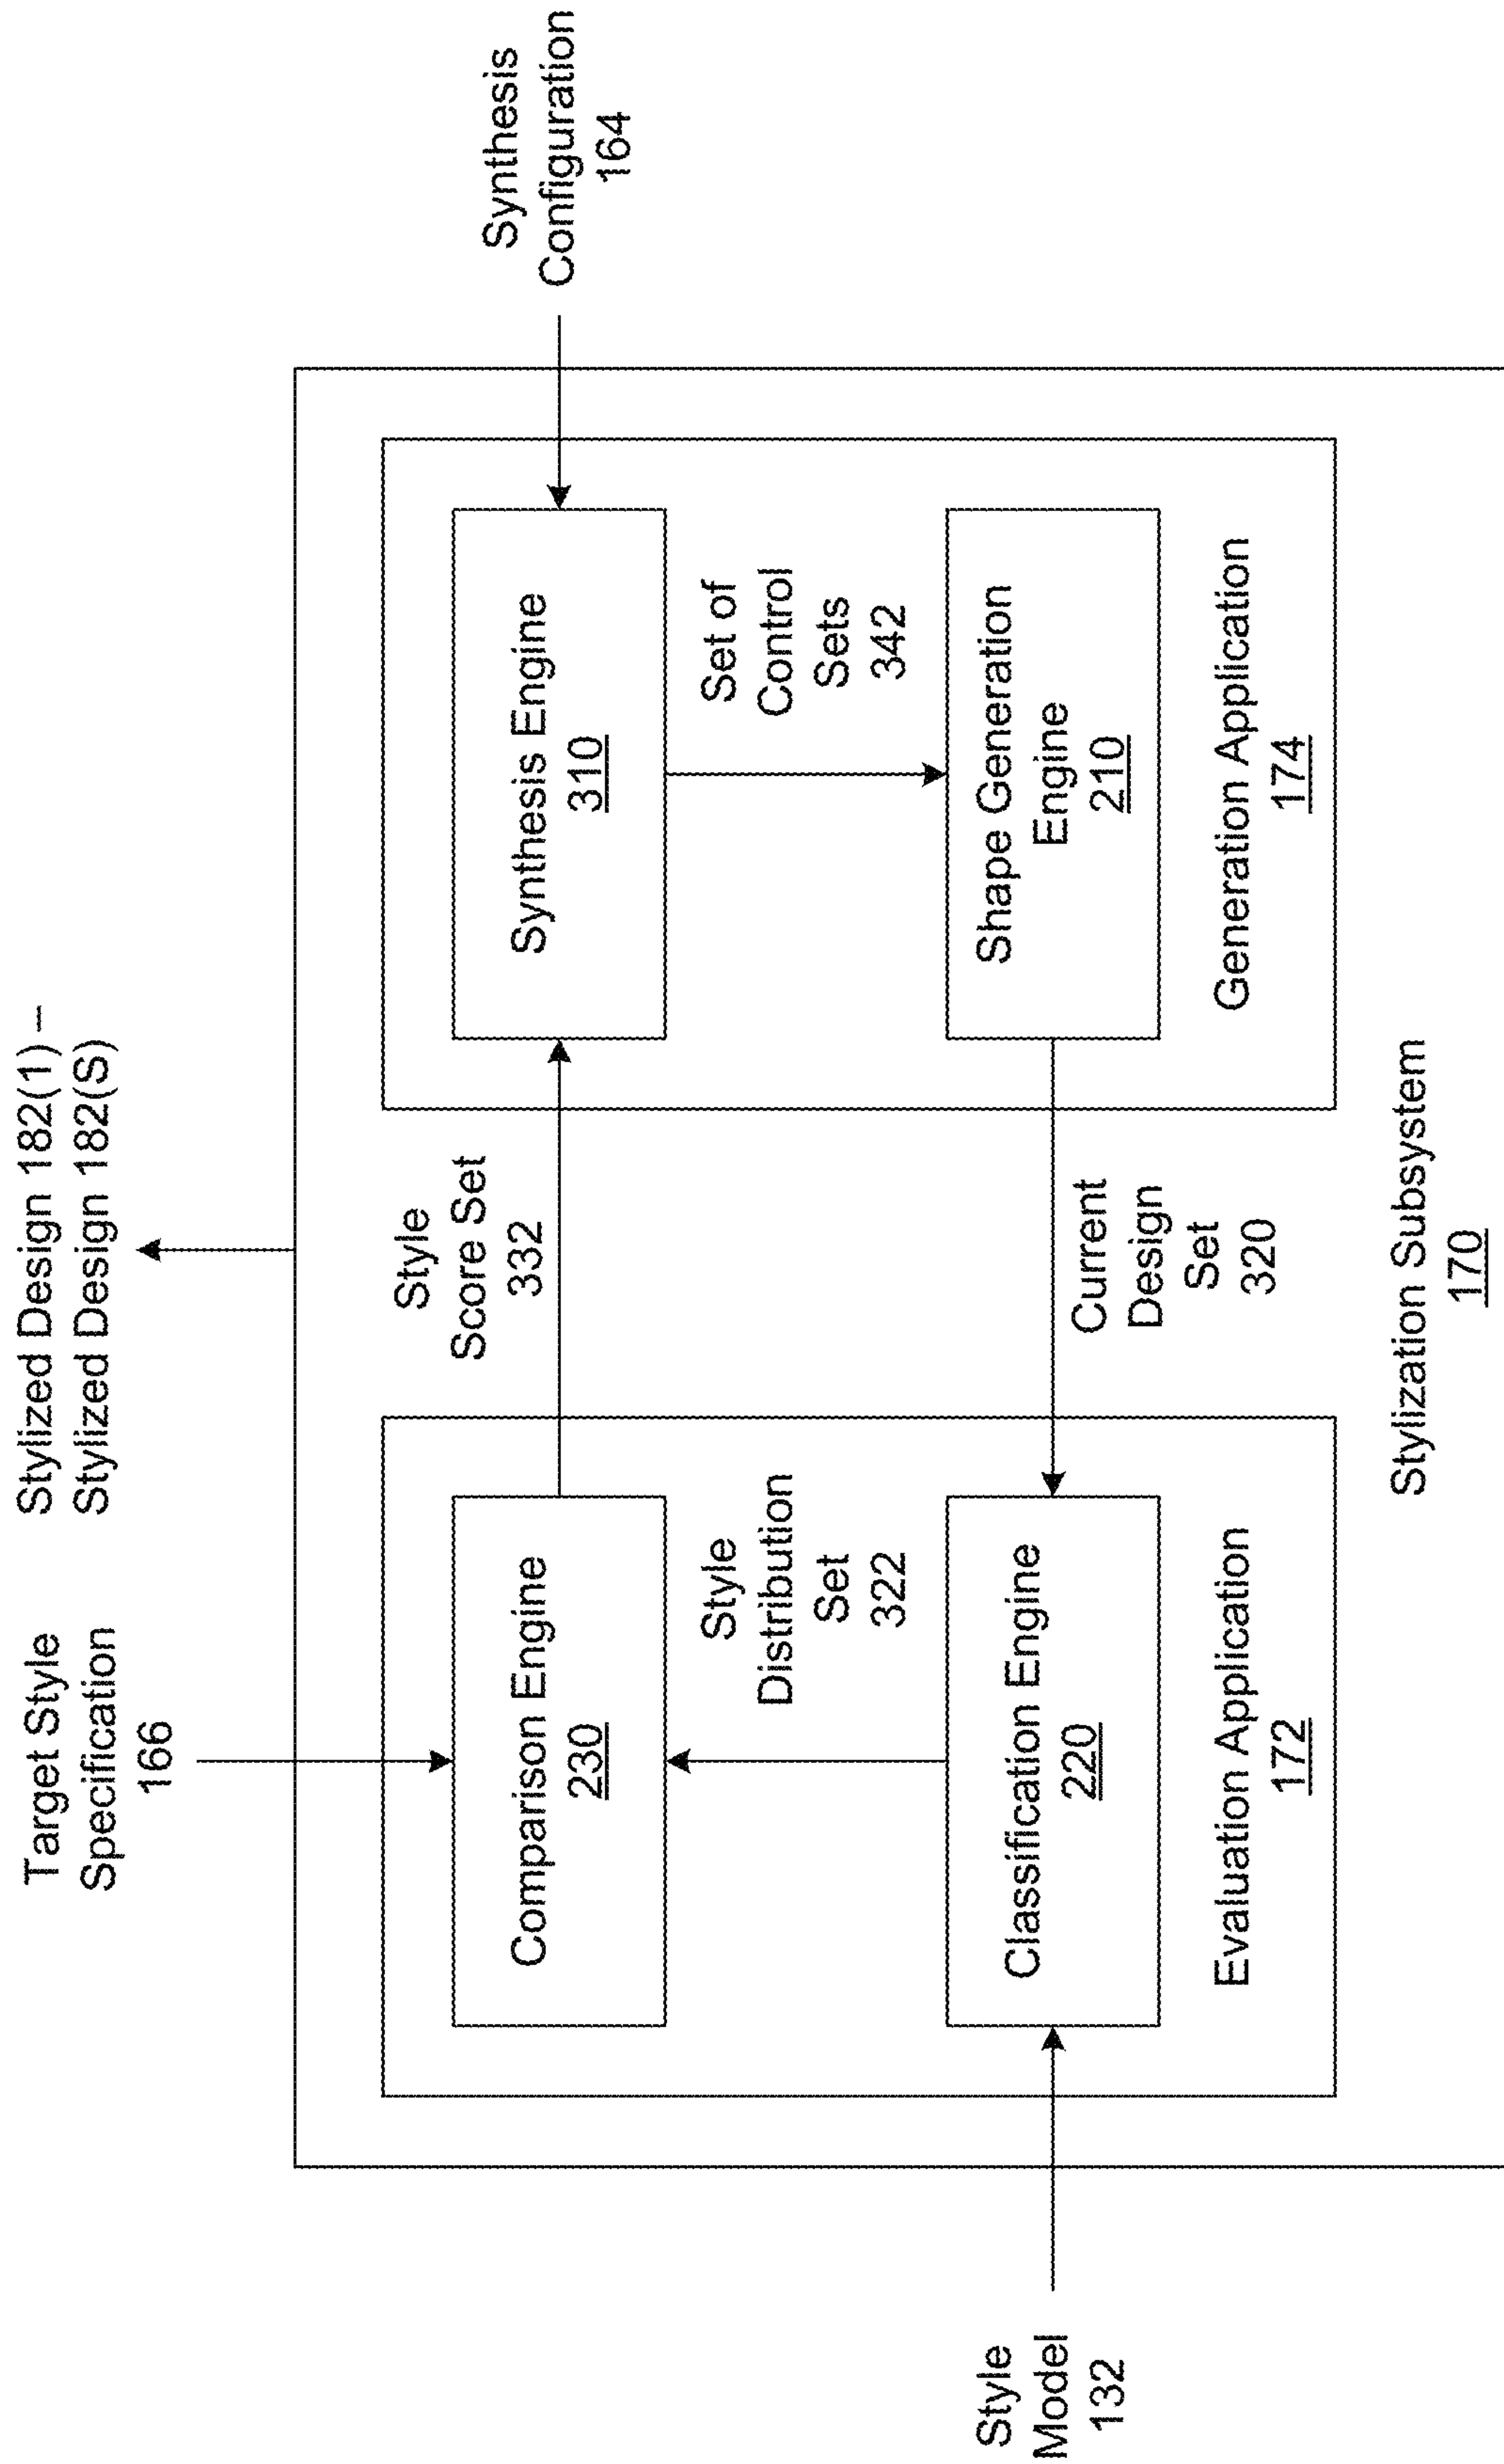 Target Style
Specification
166
Stylized Design 182(1) –
Stylized Design 182(S)
Comparison Engine
230
Style
Score Set
332
Synthesis Engine
310
Synthesis
Configuration
164
Style
Distribution
Set
322
Set of
Control
Sets
342
Style
Model
132
Classification Engine
220
Current
Design
Set
320
Shape Generation
Engine
210
Evaluation Application
172
Generation Application
174
Stylization Subsystem
170